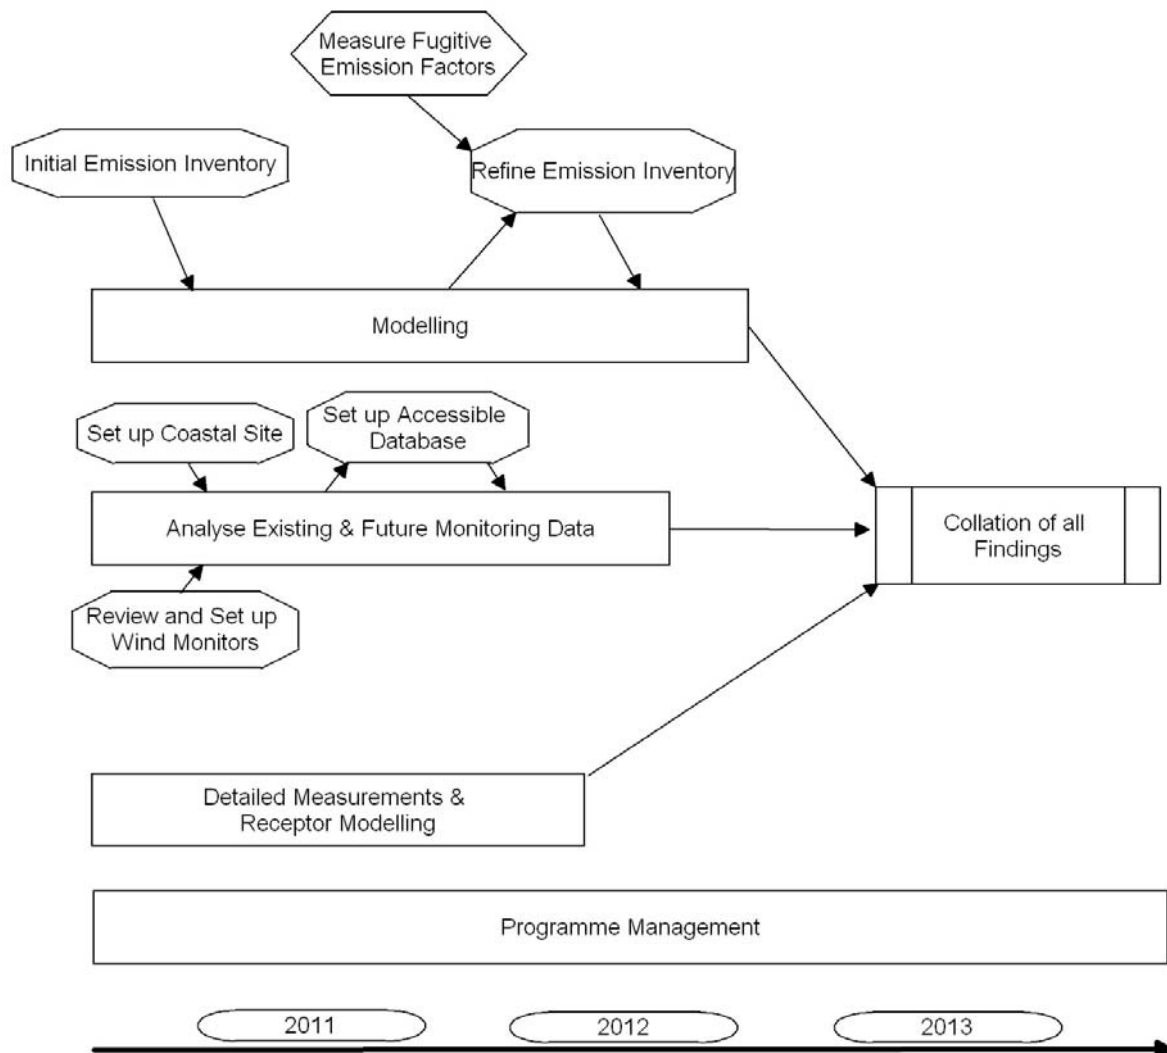 Measure Fugitive
Emission Factors
Initial Emission Inventory
Refine Emission Inventory
Modelling
Set up Coastal Site
Set up Accessible
Database
Analyse Existing & Future Monitoring Data
Collation of all
Findings
Review and Set up
Wind Monitors
Detailed Measurements &
Receptor Modelling
Programme Management
2011
2012
2013